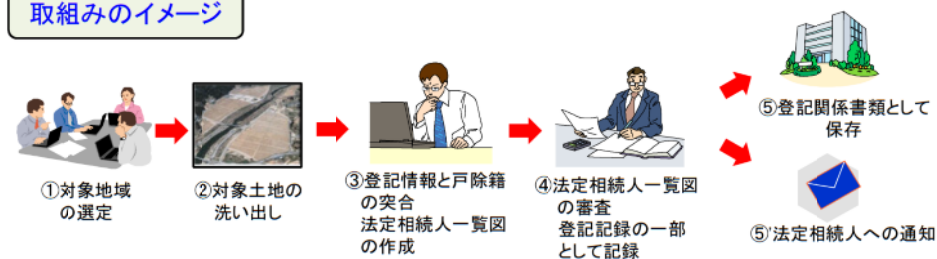 取組みのイメージ
①対象地域
の選定
②対象土地の
洗い出し
③登記情報と戸除籍
の突合
法定相続人一覧図
の作成
④法定相続人一覧図
の審査
登記記録の一部
として記録
⑤登記関係書類として
保存
⑤'法定相続人への通知